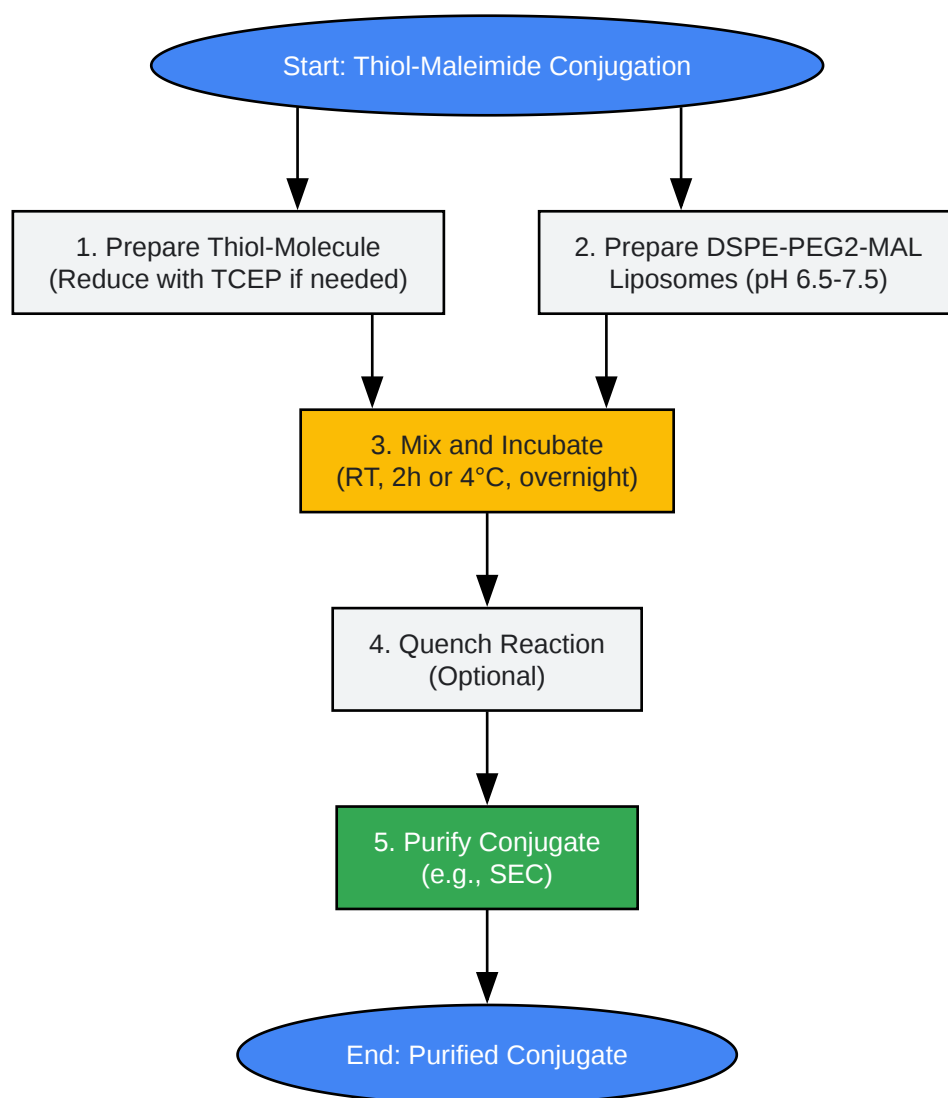 Start: Thiol-Maleimide Conjugation
1. Prepare Thiol-Molecule
(Reduce with TCEP if needed)
2. Prepare DSPE-PEG2-MAL
Liposomes (pH 6.5-7.5)
3. Mix and Incubate
(RT, 2h or 4°C, overnight)
4. Quench Reaction
(Optional)
5. Purify Conjugate
(e.g., SEC)
End: Purified Conjugate